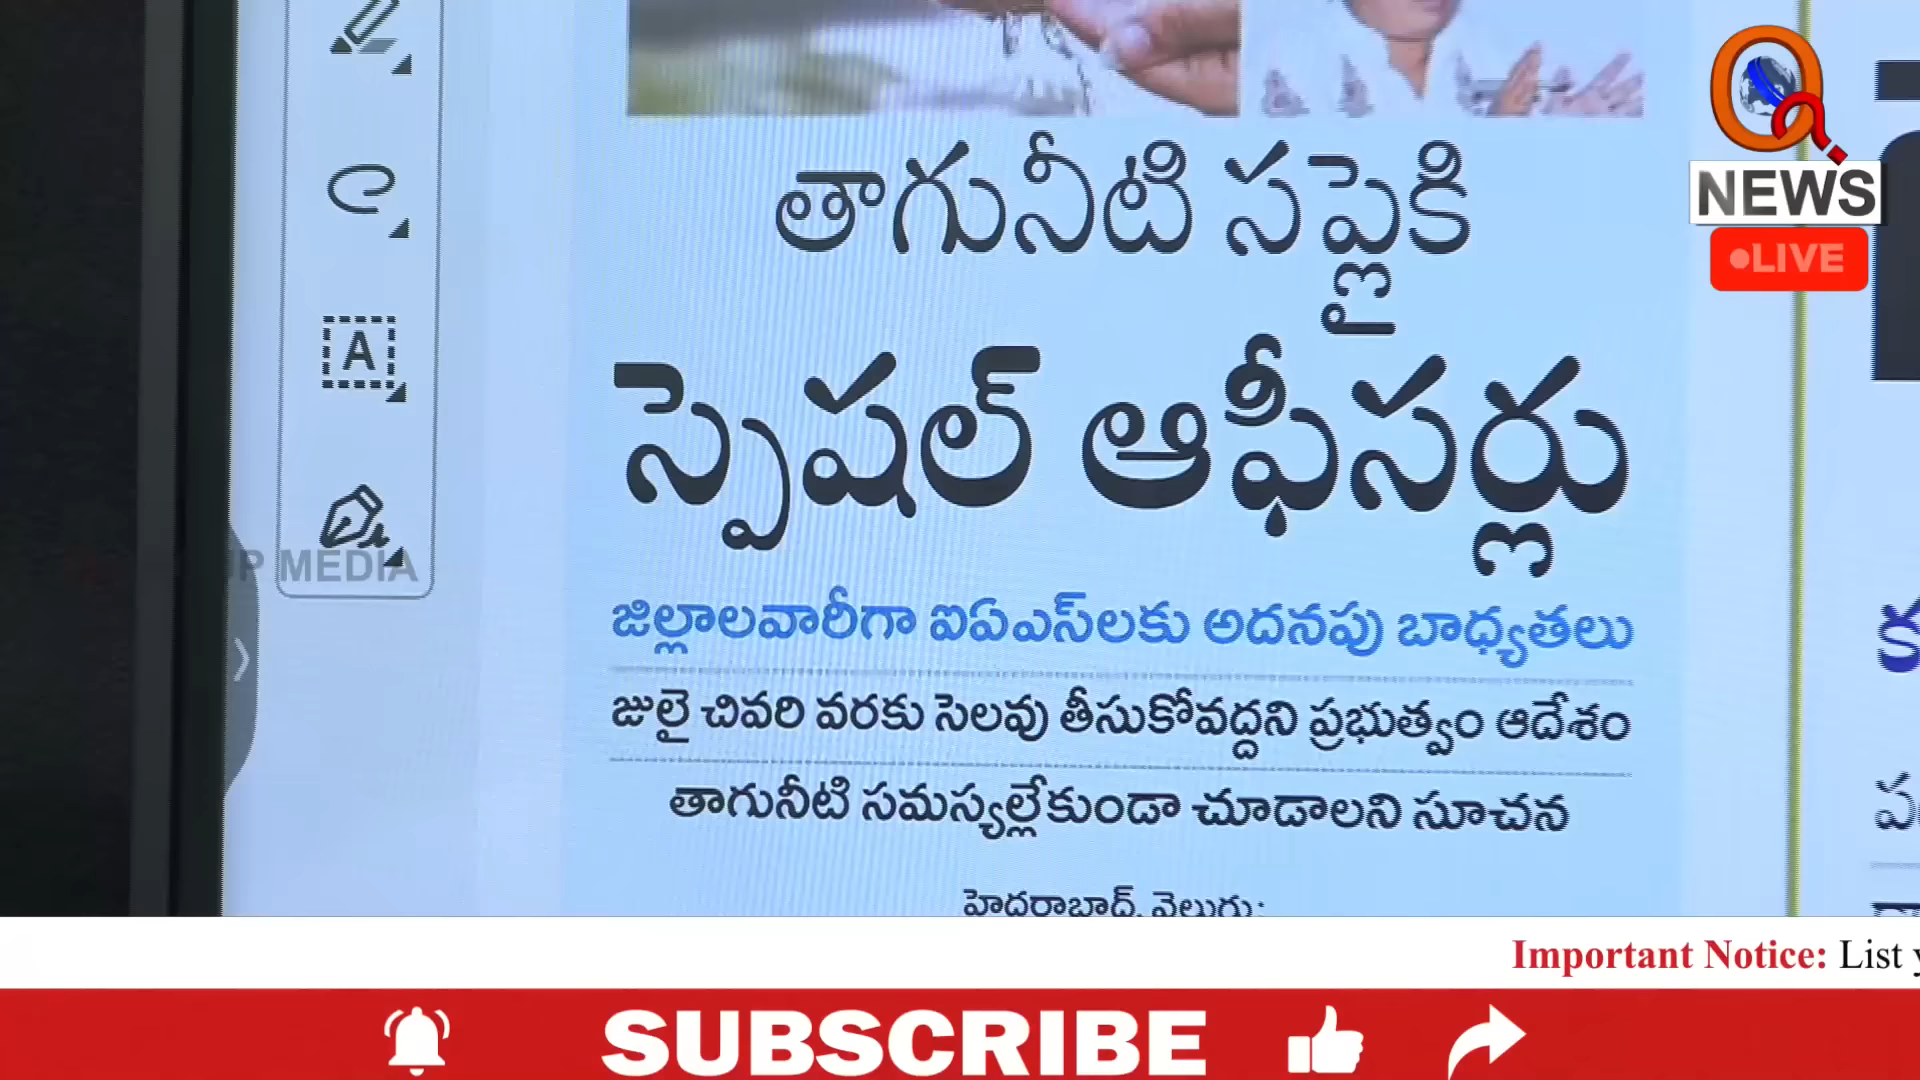 తాగునీటి సప్లైకి
స్పెషల్ ఆఫీసర్లు
జిల్లాలవారీగా ఐఏఎస్‌లకు అదనపు బాధ్యతలు
జులై చివరి వరకు సెలవు తీసుకోవద్దని ప్రభుత్వం ఆదేశం
తాగునీటి సమస్యల్లేకుండా చూడాలని సూచన
హైదరాబాద్, వెలుగు:
A
MEDIA
Q
NEWS
LIVE
Important Notice: List
SUBSCRIBE